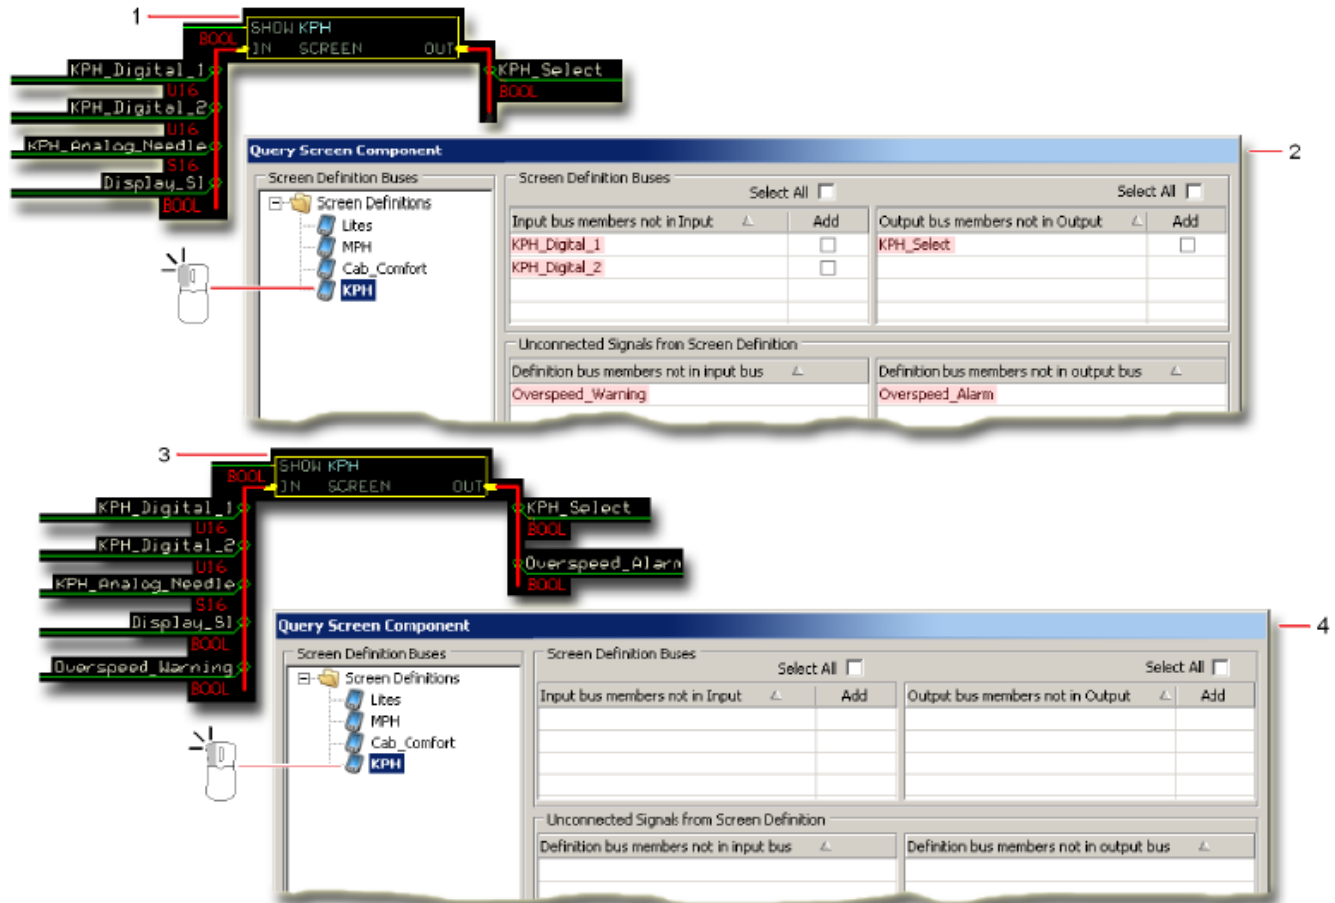 1
SHOW KPH
BOOL
IN SCREEN OUT
KPH_Digital_1
U16
KPH_Digital_2
U16
KPH_Analog_Needle
S16
Display_S1
BOOL
KPH_Select
BOOL
2
Query Screen Component
Screen Definition Buses
Screen Definitions
Lites
MPH
Cab_Comfort
KPH
Screen Definition Buses
Select All
Select All
Input bus members not in Input Add
KPH_Digital_1
KPH_Digital_2
Output bus members not in Output Add
KPH_Select
Unconnected Signals from Screen Definition
Definition bus members not in input bus
Overspeed_Warning
Definition bus members not in output bus
Overspeed_Alarm
3
SHOW KPH
BOOL
IN SCREEN OUT
KPH_Digital_1
U16
KPH_Digital_2
U16
KPH_Analog_Needle
S16
Display_S1
BOOL
Overspeed_Warning
BOOL
KPH_Select
BOOL
Overspeed_Alarm
BOOL
4
Query Screen Component
Screen Definition Buses
Screen Definitions
Lites
MPH
Cab_Comfort
KPH
Screen Definition Buses
Select All
Select All
Input bus members not in Input Add
Output bus members not in Output Add
Unconnected Signals from Screen Definition
Definition bus members not in input bus
Definition bus members not in output bus